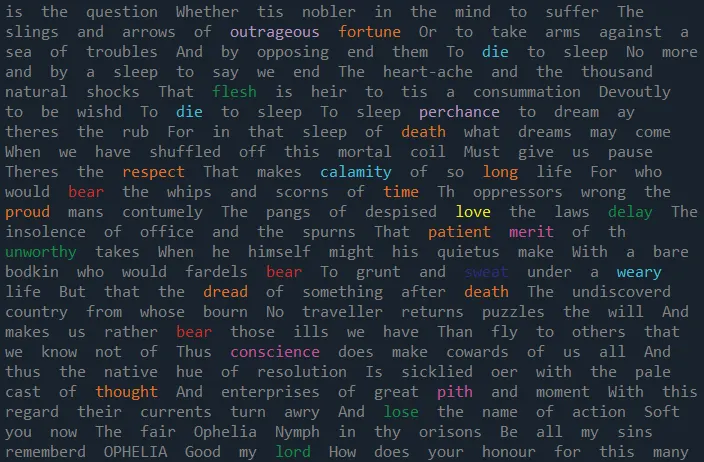 is the question Whether tis nobler in the mind to suffer The
slings and arrows of outrageous fortune Or to take arms against a
sea of troubles And by opposing end them To die to sleep No more
and by a sleep to say we end The heart-ache and the thousand
natural shocks That flesh is heir to tis a consummation Devoutly
to be wishd To die to sleep To sleep perchance to dream ay
theres the rub For in that sleep of death what dreams may come
When we have shuffled off this mortal coil Must give us pause
Theres the respect That makes calamity of so long life For who
would bear the whips and scorns of time Th oppressors wrong the
proud mans contumely The pangs of despised love the laws delay The
insolence of office and the spurns That patient merit of th
unworthy takes When he himself might his quietus make With a bare
bodkin who would fardels bear To grunt and sweat under a weary
life But that the dread of something after death The undiscoverd
country from whose bourn No traveller returns puzzles the will And
makes us rather bear those ills we have Than fly to others that
we know not of Thus conscience does make cowards of us all And
thus the native hue of resolution Is sicklied oer with the pale
cast of thought And enterprises of great pith and moment With this
regard their currents turn awry And lose the name of action Soft
you now The fair Ophelia Nymph in thy orisons Be all my sins
rememberd OPHELIA Good my lord How does your honour for this many